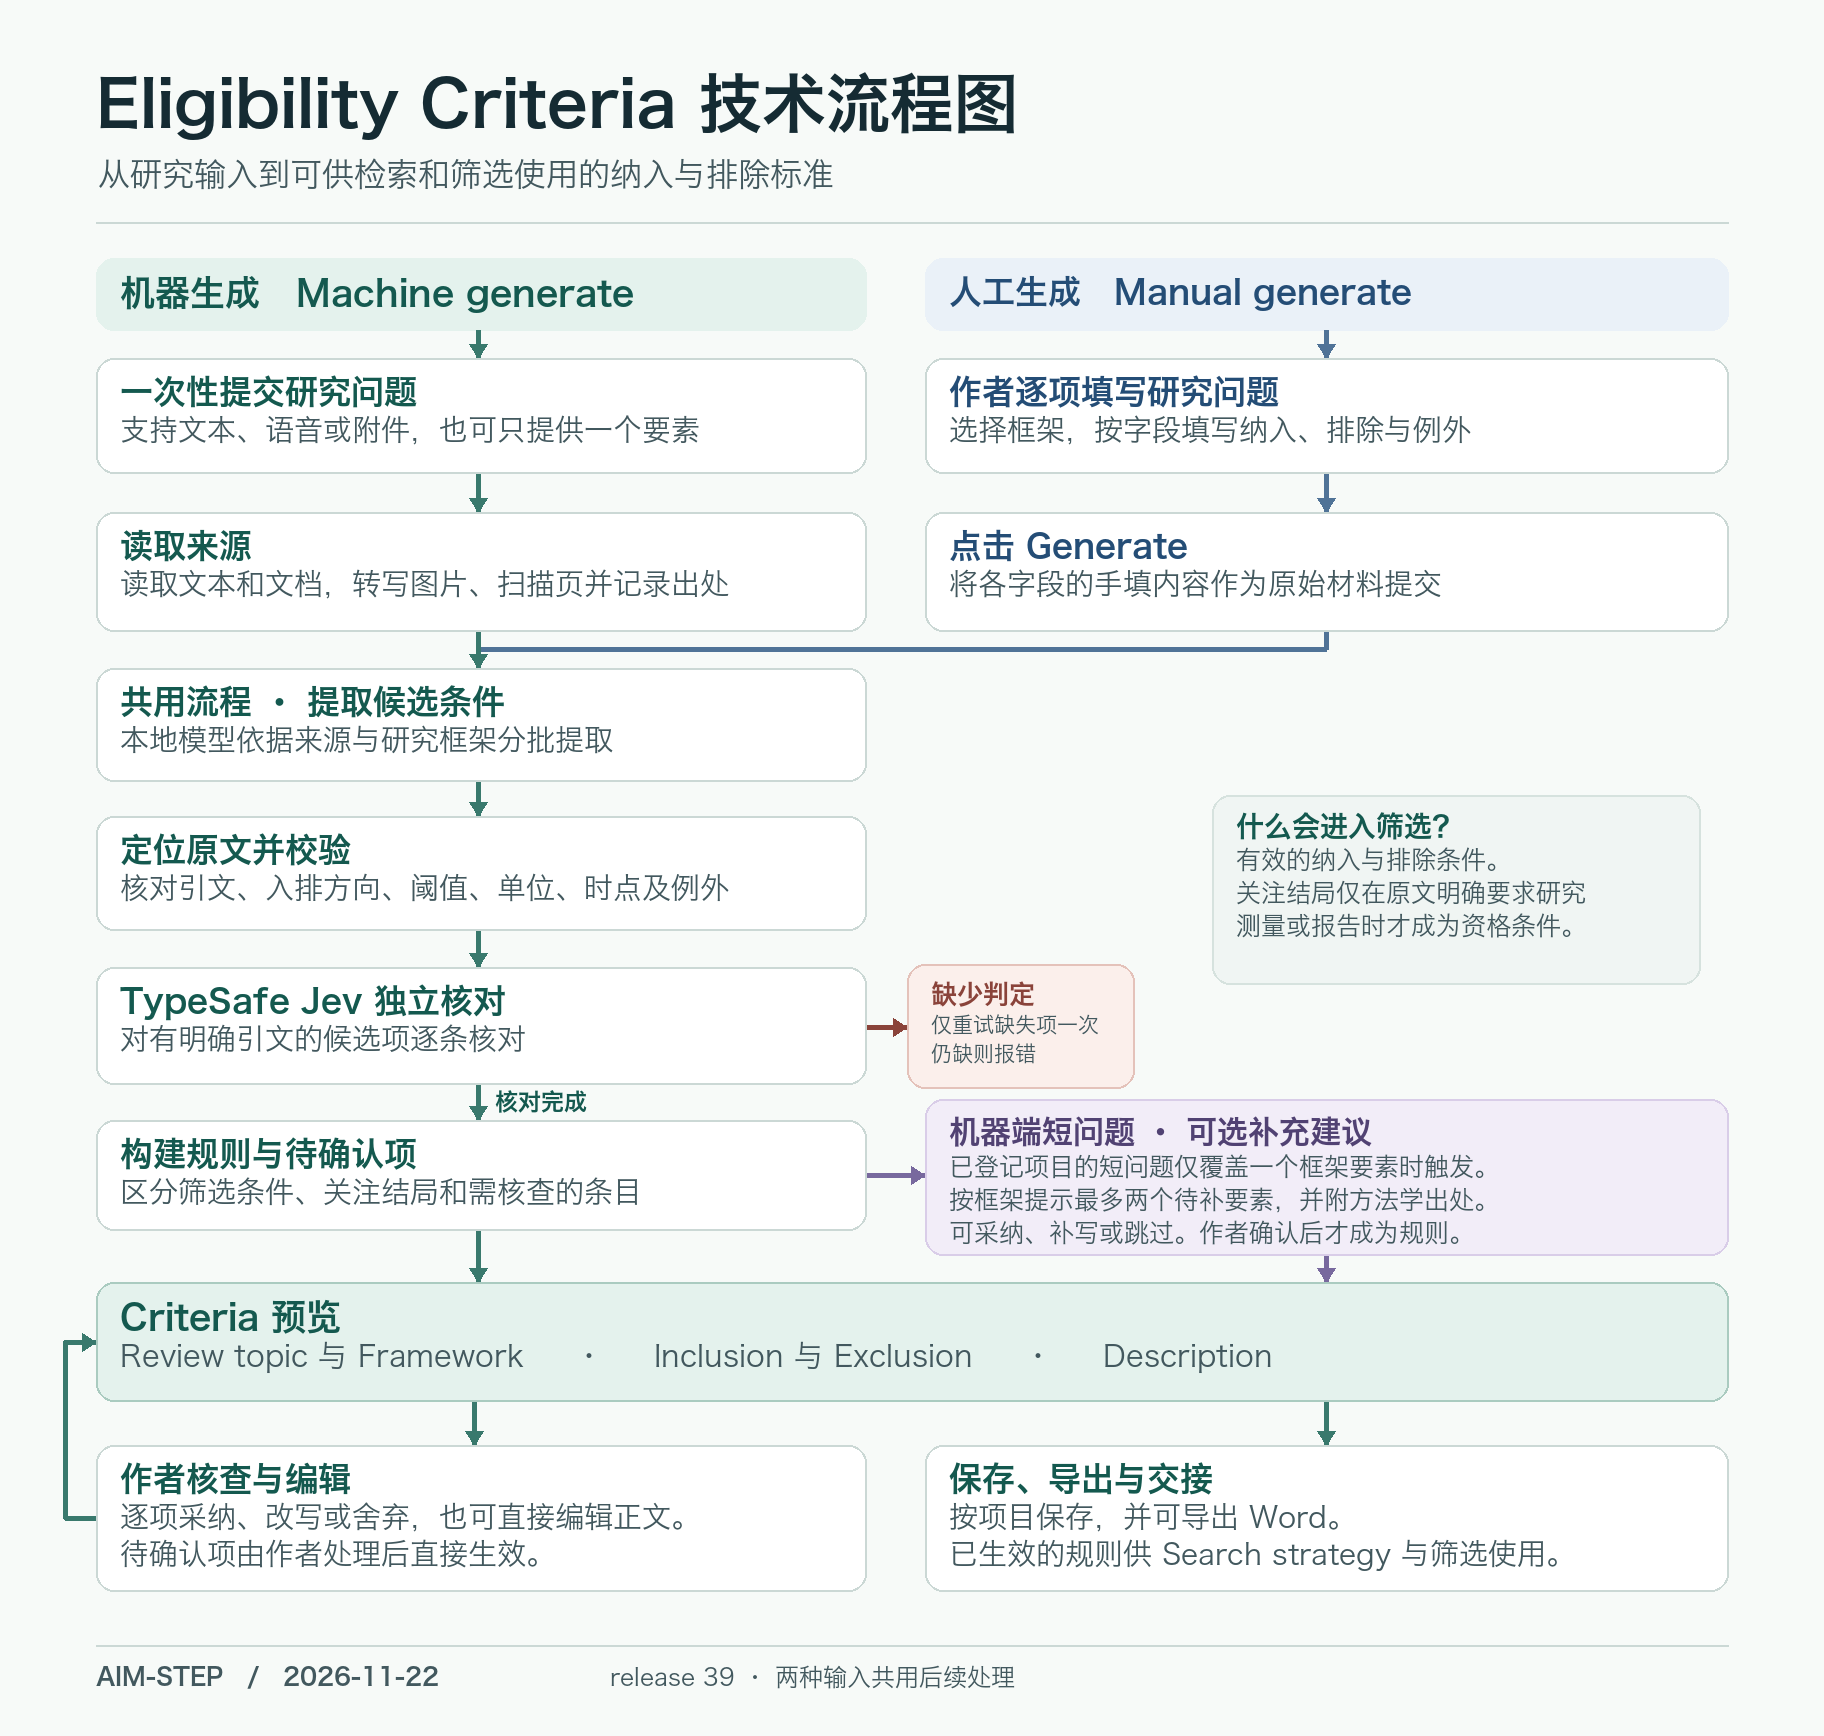 Eligibility Criteria 技术流程图
从研究输入到可供检索和筛选使用的纳入与排除标准
机器生成 Machine generate
人工生成 Manual generate
一次性提交研究问题
支持文本、语音或附件，也可只提供一个要素
作者逐项填写研究问题
选择框架，按字段填写纳入、排除与例外
读取来源
读取文本和文档，转写图片、扫描页并记录出处
点击 Generate
将各字段的手填内容作为原始材料提交
共用流程 · 提取候选条件
本地模型依据来源与研究框架分批提取
定位原文并校验
核对引文、入排方向、阈值、单位、时点及例外
什么会进入筛选？
有效的纳入与排除条件。
关注结局仅在原文明确要求研究
测量或报告时才成为资格条件。
TypeSafe Jev 独立核对
对有明确引文的候选项逐条核对
缺少判定
仅重试缺失项一次
仍缺则报错
核对完成
构建规则与待确认项
区分筛选条件、关注结局和需核查的条目
机器端短问题 · 可选补充建议
已登记项目的短问题仅覆盖一个框架要素时触发。
按框架提示最多两个待补要素，并附方法学出处。
可采纳、补写或跳过。作者确认后才成为规则。
Criteria 预览
Review topic 与 Framework · Inclusion 与 Exclusion · Description
作者核查与编辑
逐项采纳、改写或舍弃，也可直接编辑正文。
待确认项由作者处理后直接生效。
保存、导出与交接
按项目保存，并可导出 Word。
已生效的规则供 Search strategy 与筛选使用。
AIM-STEP / 2026-11-22
release 39 · 两种输入共用后续处理